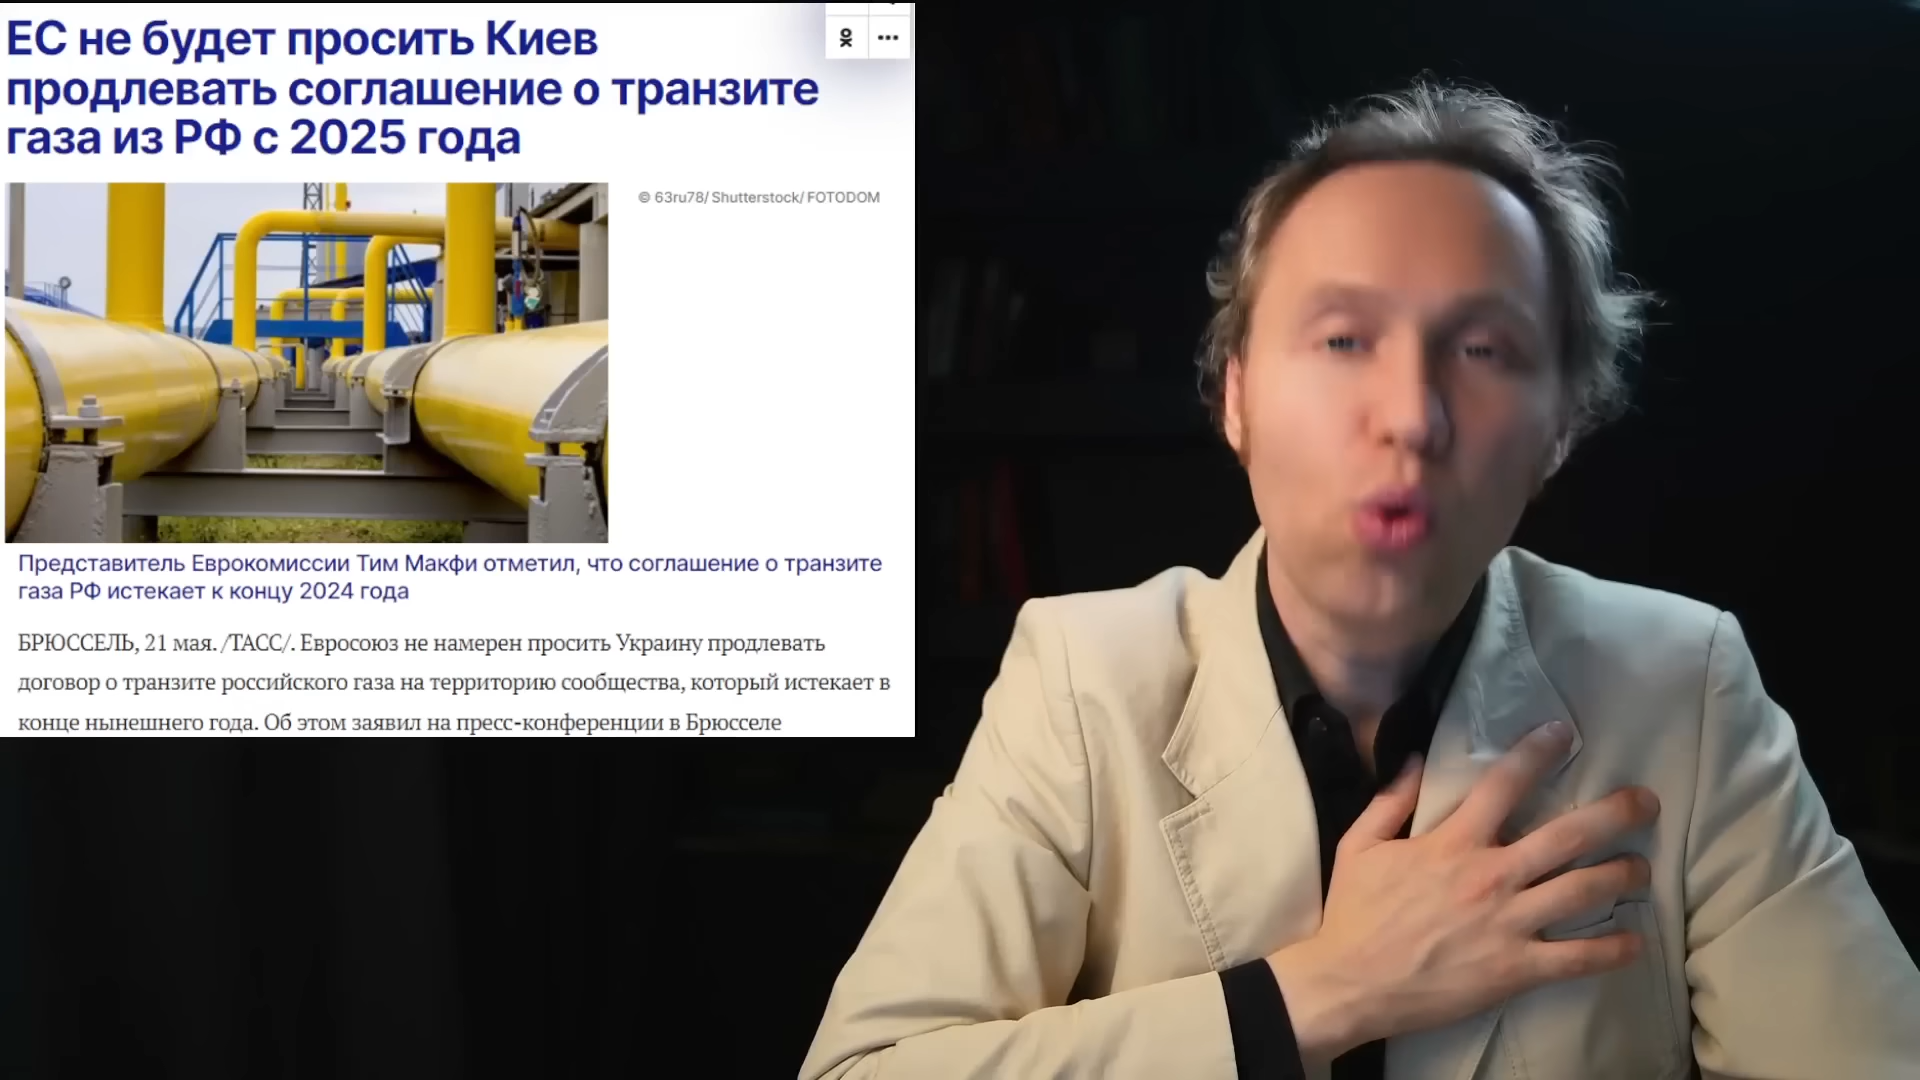 ЕС не будет просить Киев
продлевать соглашение о транзите
газа из РФ с 2025 года
© 63ru78/ Shutterstock/ FOTODOM
Представитель Еврокомиссии Тим Макфи отметил, что соглашение о транзите
газа РФ истекает к концу 2024 года
БРЮССЕЛЬ, 21 мая. /ТАСС/. Евросоюз не намерен просить Украину продлевать
договор о транзите российского газа на территорию сообщества, который истекает в
конце нынешнего года. Об этом заявил на пресс-конференции в Брюсселе